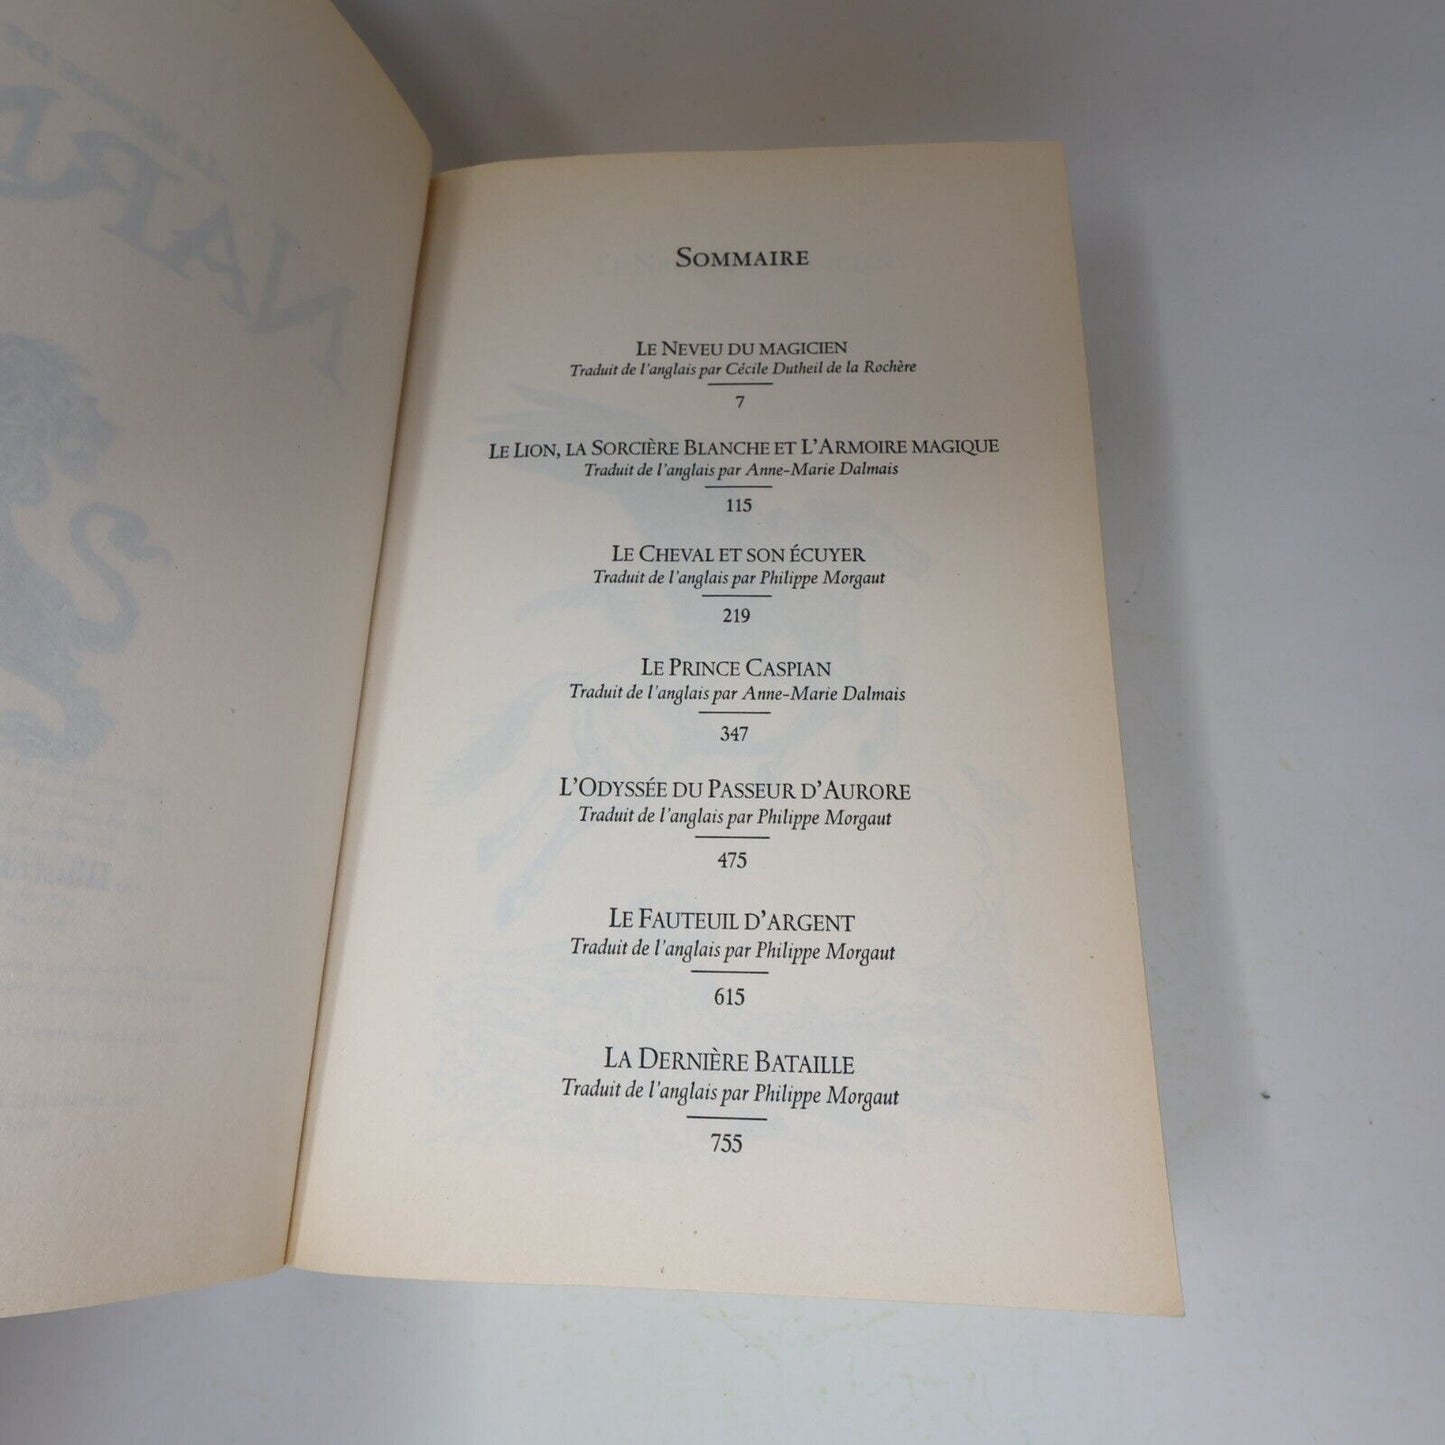 SOMMAIRE
LE NEVEU DU MAGICIEN
Traduit de l'anglais par Cécile Dutheil de la Rochère
7
LE LION, LA SORCIÈRE BLANCHE ET L'ARMOIRE MAGIQUE
Traduit de l'anglais par Anne-Marie Dalmais
115
LE CHEVAL ET SON ÉCUYER
Traduit de l'anglais par Philippe Morgaut
219
LE PRINCE CASPIAN
Traduit de l'anglais par Anne-Marie Dalmais
347
L'ODYSSÉE DU PASSEUR D'AURORE
Traduit de l'anglais par Philippe Morgaut
475
LE FAUTEUIL D'ARGENT
Traduit de l'anglais par Philippe Morgaut
615
LA DERNIÈRE BATAILLE
Traduit de l'anglais par Philippe Morgaut
755